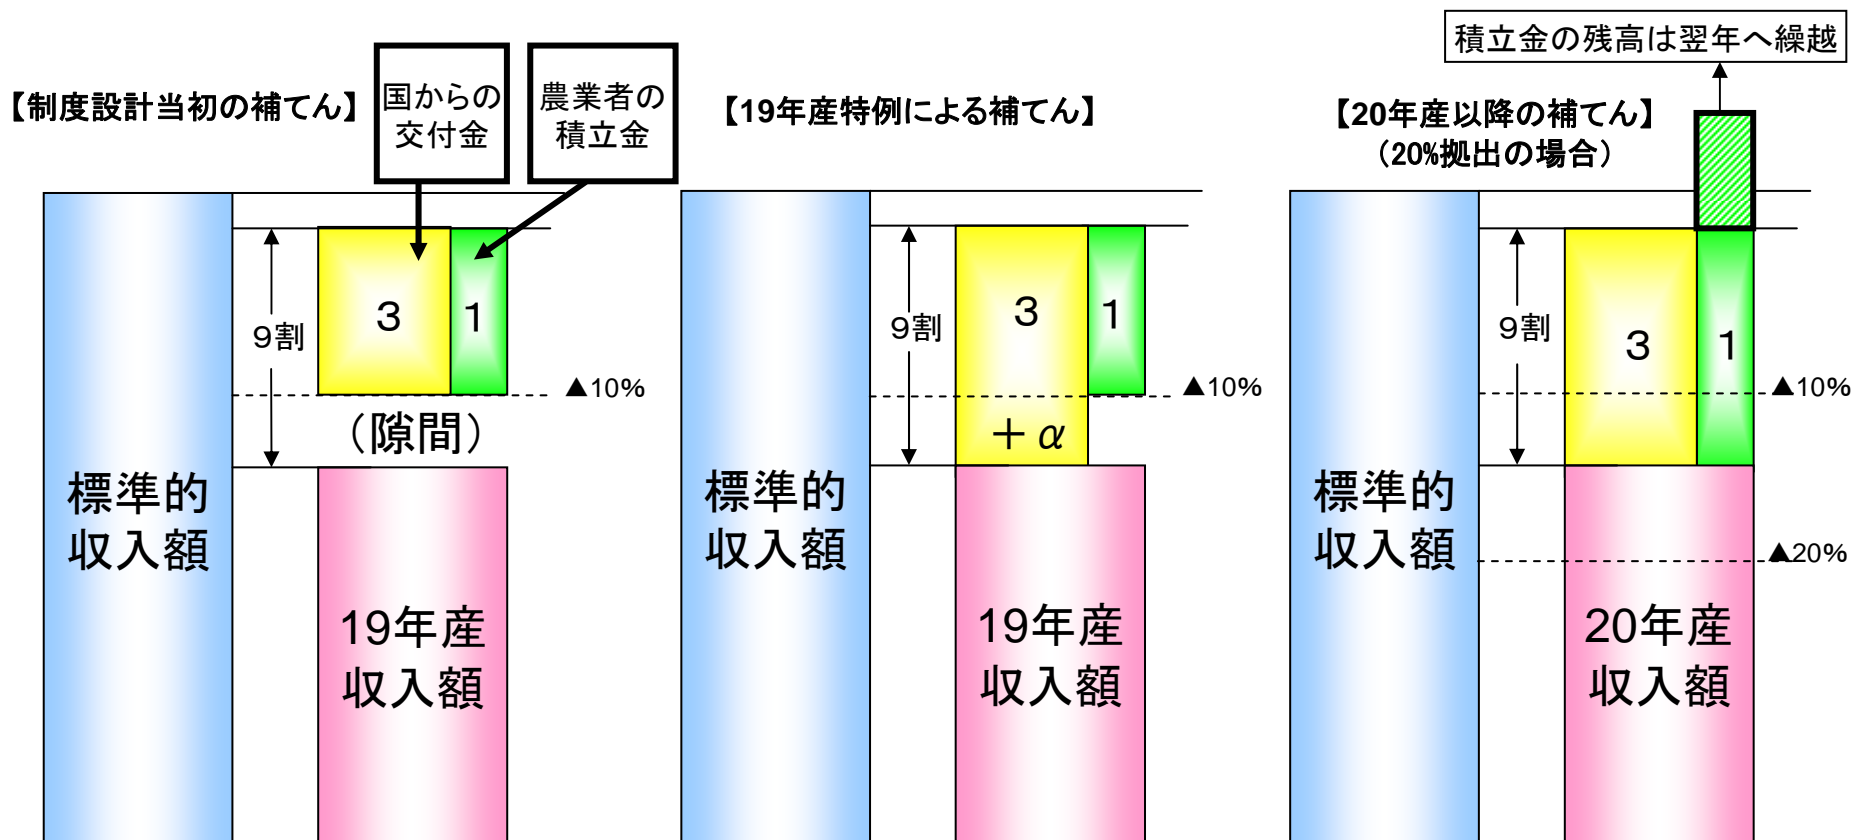 【制度設計当初の補てん】
国からの
交付金
農業者の
積立金
3
1
9割
▲10%
（隙間）
標準的
収入額
19年産
収入額
【19年産特例による補てん】
3
1
9割
▲10%
＋α
標準的
収入額
19年産
収入額
積立金の残高は翌年へ繰越
【20年産以降の補てん】
（20%拠出の場合）
3
1
9割
▲10%
標準的
収入額
▲20%
20年産
収入額